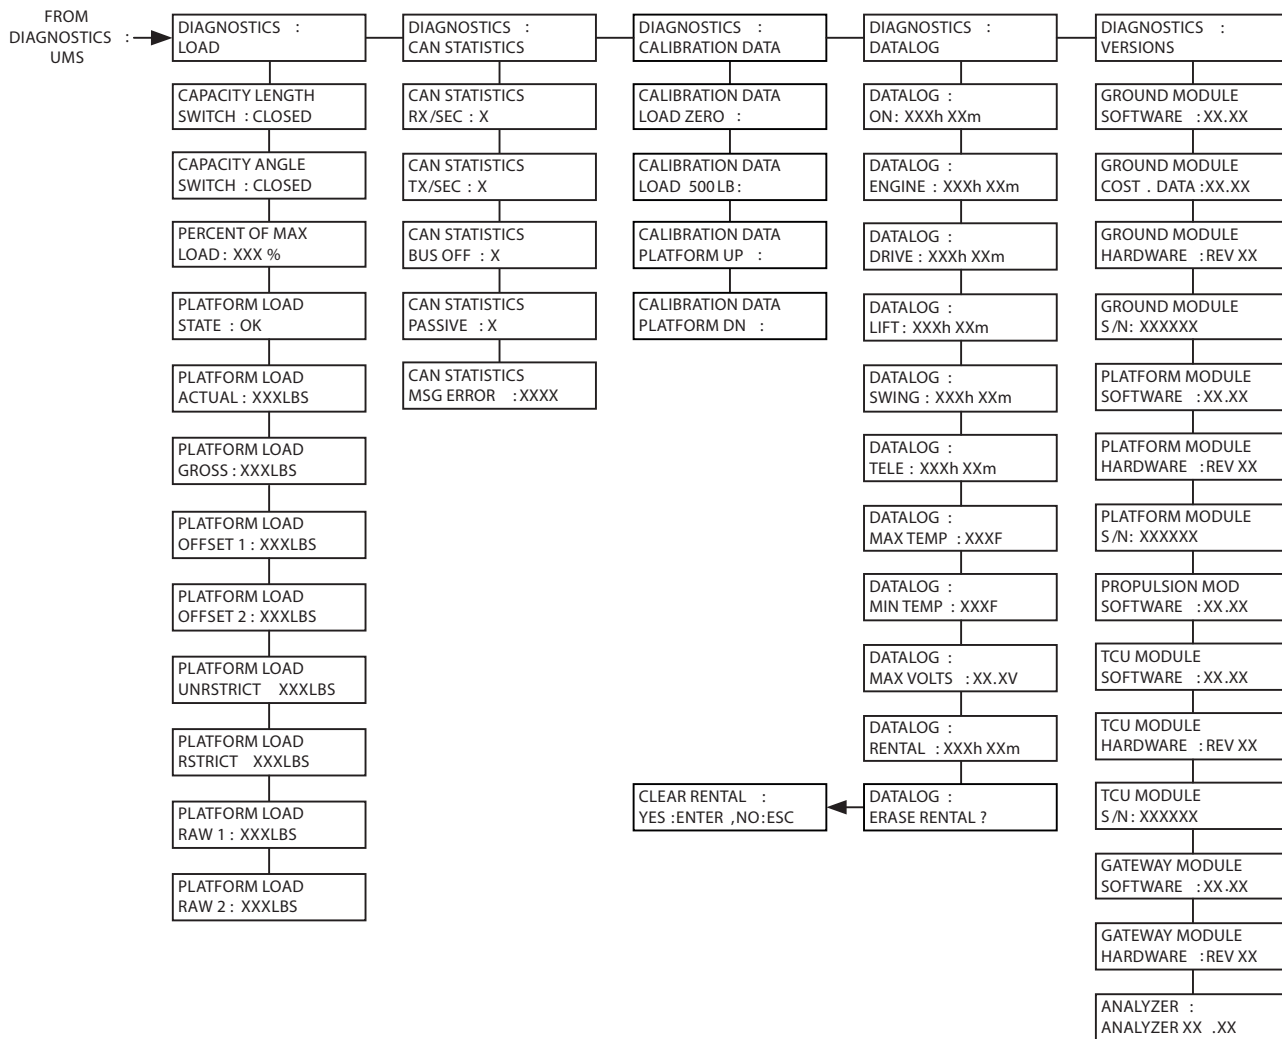 FROM
DIAGNOSTICS :
UMS
DIAGNOSTICS :
LOAD
CAPACITY LENGTH
SWITCH : CLOSED
CAPACITY ANGLE
SWITCH : CLOSED
PERCENT OF MAX
LOAD : XXX %
PLATFORM LOAD
STATE : OK
PLATFORM LOAD
ACTUAL : XXXLBS
PLATFORM LOAD
GROSS : XXXLBS
PLATFORM LOAD
OFFSET 1 : XXXLBS
PLATFORM LOAD
OFFSET 2 : XXXLBS
PLATFORM LOAD
UNRSTRICT XXXLBS
PLATFORM LOAD
RSTRICT XXXLBS
PLATFORM LOAD
RAW 1 : XXXLBS
PLATFORM LOAD
RAW 2 : XXXLBS
DIAGNOSTICS :
CAN STATISTICS
CAN STATISTICS
RX/SEC : X
CAN STATISTICS
TX/SEC : X
CAN STATISTICS
BUS OFF : X
CAN STATISTICS
PASSIVE : X
CAN STATISTICS
MSG ERROR : XXXX
DIAGNOSTICS :
CALIBRATION DATA
CALIBRATION DATA
LOAD ZERO :
CALIBRATION DATA
LOAD 500 LB :
CALIBRATION DATA
PLATFORM UP :
CALIBRATION DATA
PLATFORM DN :
DIAGNOSTICS :
DATALOG
DATALOG :
ON : XXXh XXm
DATALOG :
ENGINE : XXXh XXm
DATALOG :
DRIVE : XXXh XXm
DATALOG :
LIFT : XXXh XXm
DATALOG :
SWING : XXXh XXm
DATALOG :
TELE : XXXh XXm
DATALOG :
MAX TEMP : XXXF
DATALOG :
MIN TEMP : XXXF
DATALOG :
MAX VOLTS : XX.XV
DATALOG :
RENTAL : XXXh XXm
DATALOG :
ERASE RENTAL ?
CLEAR RENTAL :
YES :ENTER ,NO:ESC
DIAGNOSTICS :
VERSIONS
GROUND MODULE
SOFTWARE : XX.XX
GROUND MODULE
COST . DATA :XX.XX
GROUND MODULE
HARDWARE : REV XX
GROUND MODULE
S/N: XXXXXX
PLATFORM MODULE
SOFTWARE : XX.XX
PLATFORM MODULE
HARDWARE : REV XX
PLATFORM MODULE
S/N: XXXXXX
PROPULSION MOD
SOFTWARE : XX.XX
TCU MODULE
SOFTWARE : XX.XX
TCU MODULE
HARDWARE : REV XX
TCU MODULE
S/N: XXXXXX
GATEWAY MODULE
SOFTWARE : XX.XX
GATEWAY MODULE
HARDWARE : REV XX
ANALYZER :
ANALYZER XX .XX